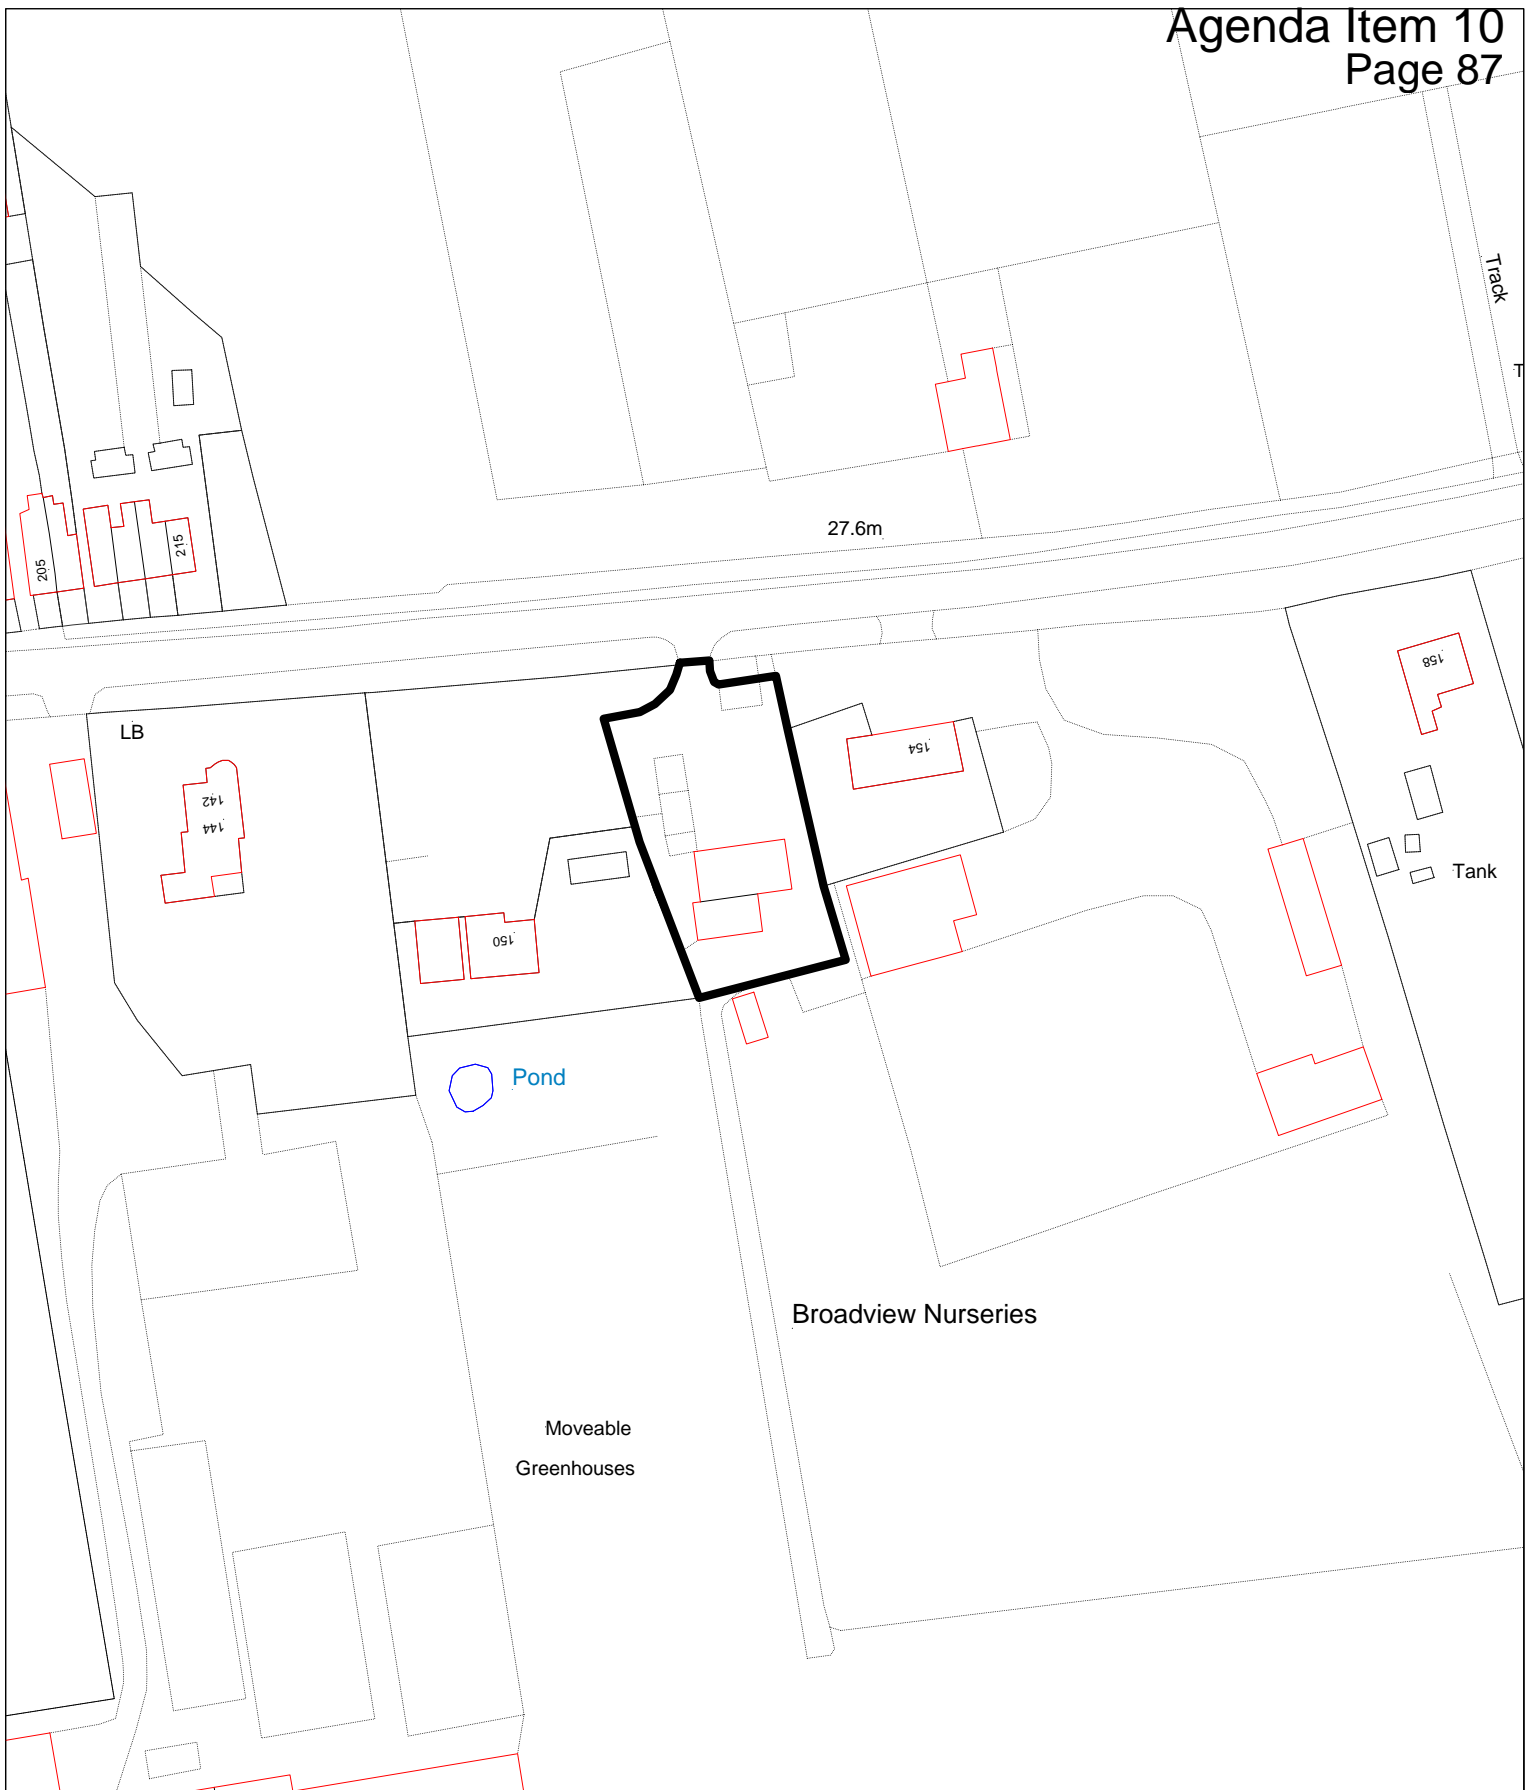 Agenda Item 10
Page 87
Track
T
27.6m
215
205
158
LB
154
142
144
Tank
150
Pond
Broadview Nurseries
Moveable
Greenhouses